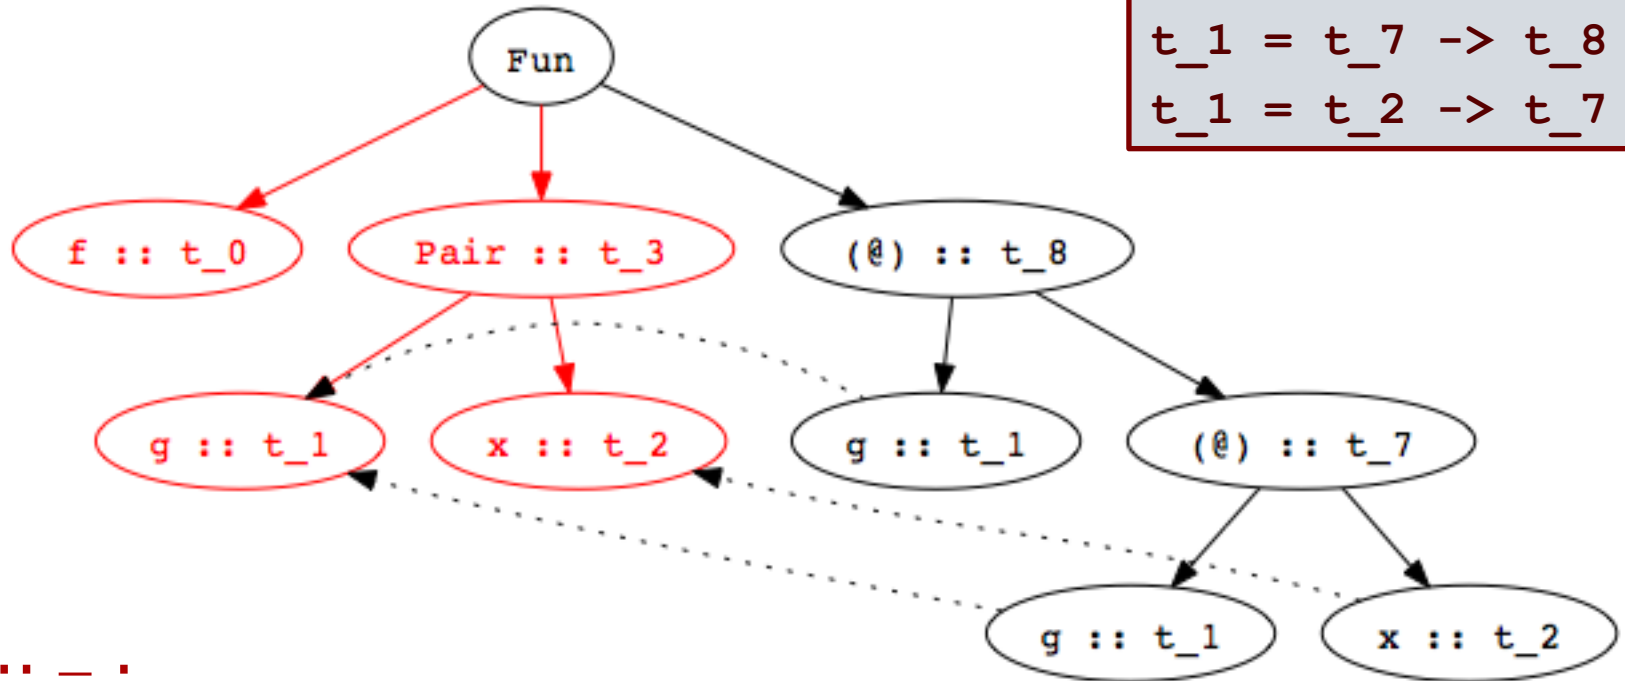 t_1 = t_7 -> t_8
t_1 = t_2 -> t_7
Fun
f :: t_0
Pair :: t_3
(@) :: t_8
g :: t_1
x :: t_2
g :: t_1
(@) :: t_7
g :: t_1
x :: t_2